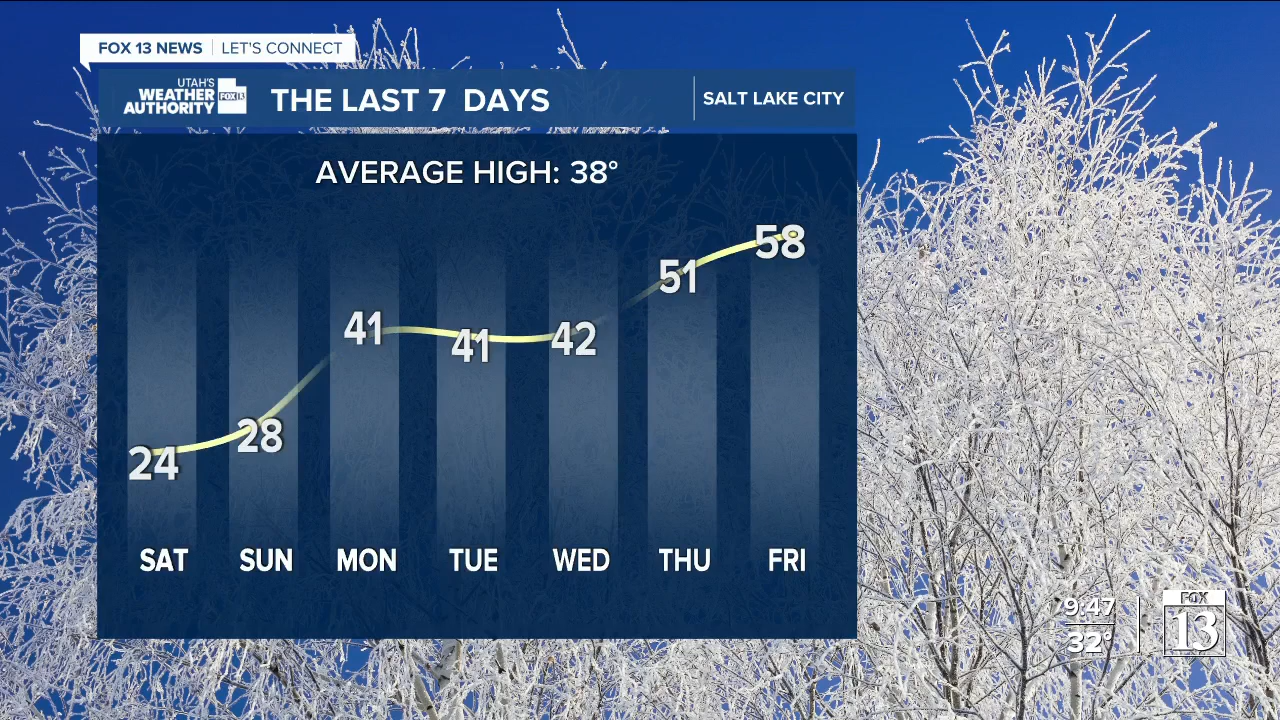 FOX 13 NEWS | LET'S CONNECT
UTAH'S
WEATHER
AUTHORITY
FOX 13
THE LAST 7 DAYS
SALT LAKE CITY
AVERAGE HIGH: 38°
24 28 41 41 42 51 58
SAT SUN MON TUE WED THU FRI
9:47
32°
FOX
13